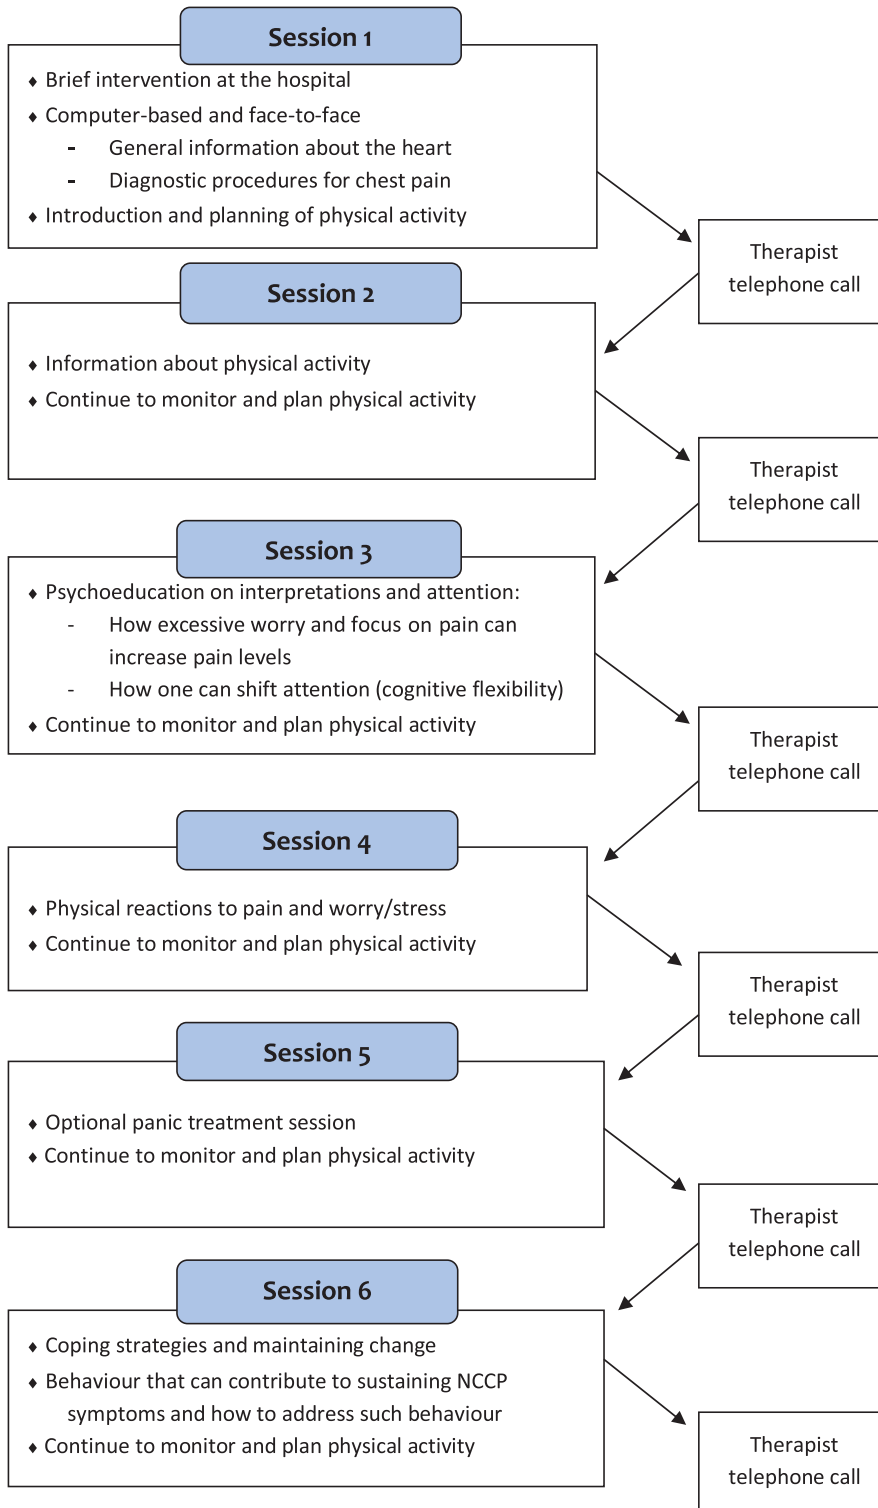 Session 1
♦ Brief intervention at the hospital
♦ Computer-based and face-to-face
- General information about the heart
- Diagnostic procedures for chest pain
♦ Introduction and planning of physical activity
Therapist
telephone call
Session 2
♦ Information about physical activity
♦ Continue to monitor and plan physical activity
Therapist
telephone call
Session 3
♦ Psychoeducation on interpretations and attention:
- How excessive worry and focus on pain can
increase pain levels
- How one can shift attention (cognitive flexibility)
♦ Continue to monitor and plan physical activity
Therapist
telephone call
Session 4
♦ Physical reactions to pain and worry/stress
♦ Continue to monitor and plan physical activity
Therapist
telephone call
Session 5
♦ Optional panic treatment session
♦ Continue to monitor and plan physical activity
Therapist
telephone call
Session 6
♦ Coping strategies and maintaining change
♦ Behaviour that can contribute to sustaining NCCP
symptoms and how to address such behaviour
♦ Continue to monitor and plan physical activity
Therapist
telephone call